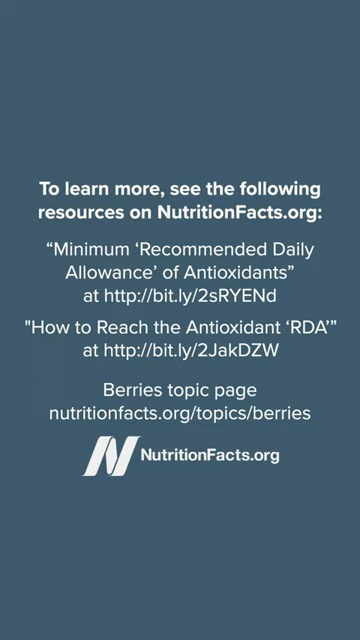 To learn more, see the following
resources on NutritionFacts.org:
“Minimum ‘Recommended Daily
Allowance’ of Antioxidants”
at http://bit.ly/2sRYENd
"How to Reach the Antioxidant ‘RDA’”
at http://bit.ly/2JakDZW
Berries topic page
nutritionfacts.org/topics/berries
NutritionFacts.org